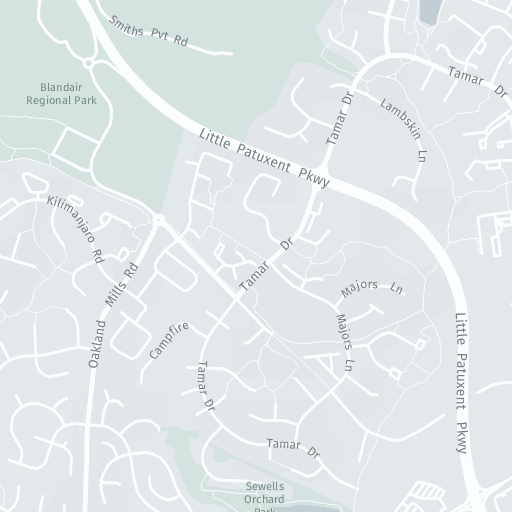 Smiths Pvt Rd
Blandair
Regional Park
Tamar Dr
Lambskin Ln
Tamar Dr
Little Patuxent Pkwy
Kilimanjaro Rd
Tamar Dr
Oakland Mills Rd
Majors Ln
Campfire
Majors Ln
Little Patuxent Pkwy
Tamar Dr
Tamar Dr
Sewells
Orchard
Park